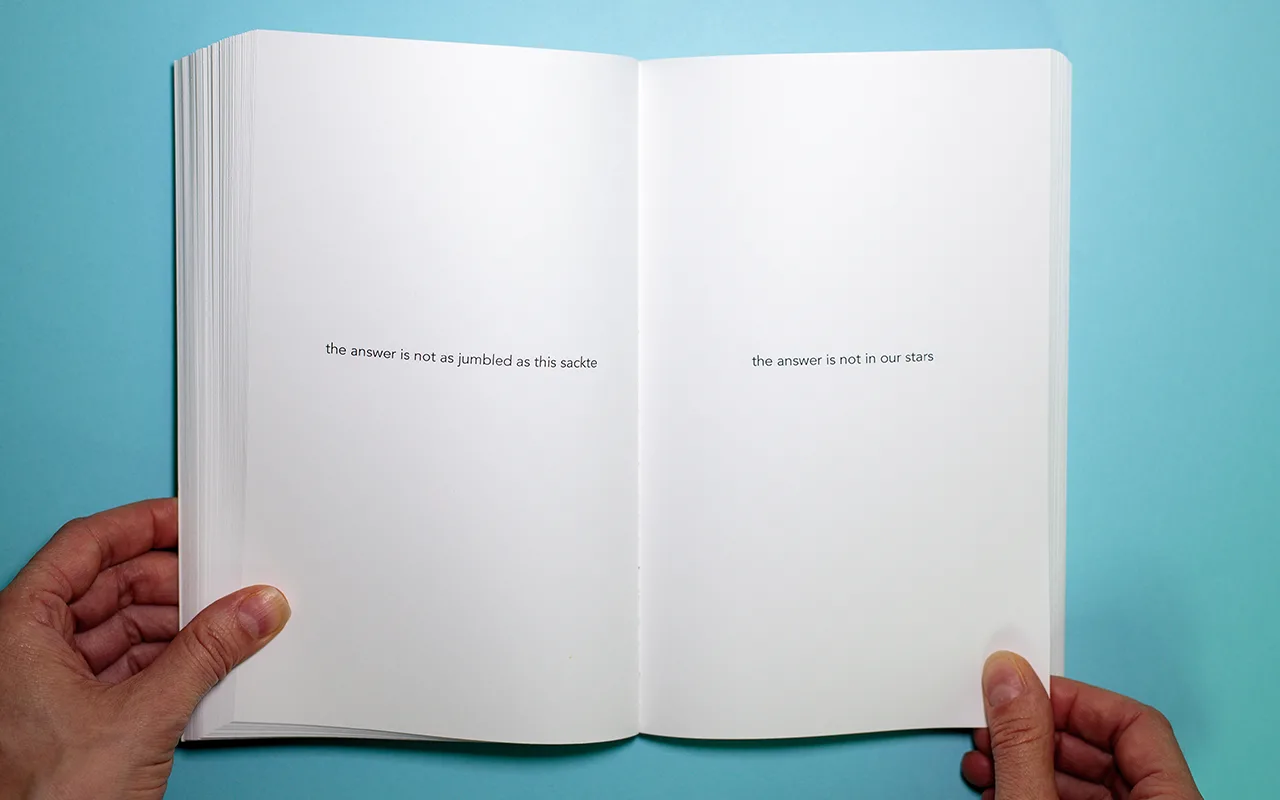 the answer is not as jumbled as this sackte
the answer is not in our stars